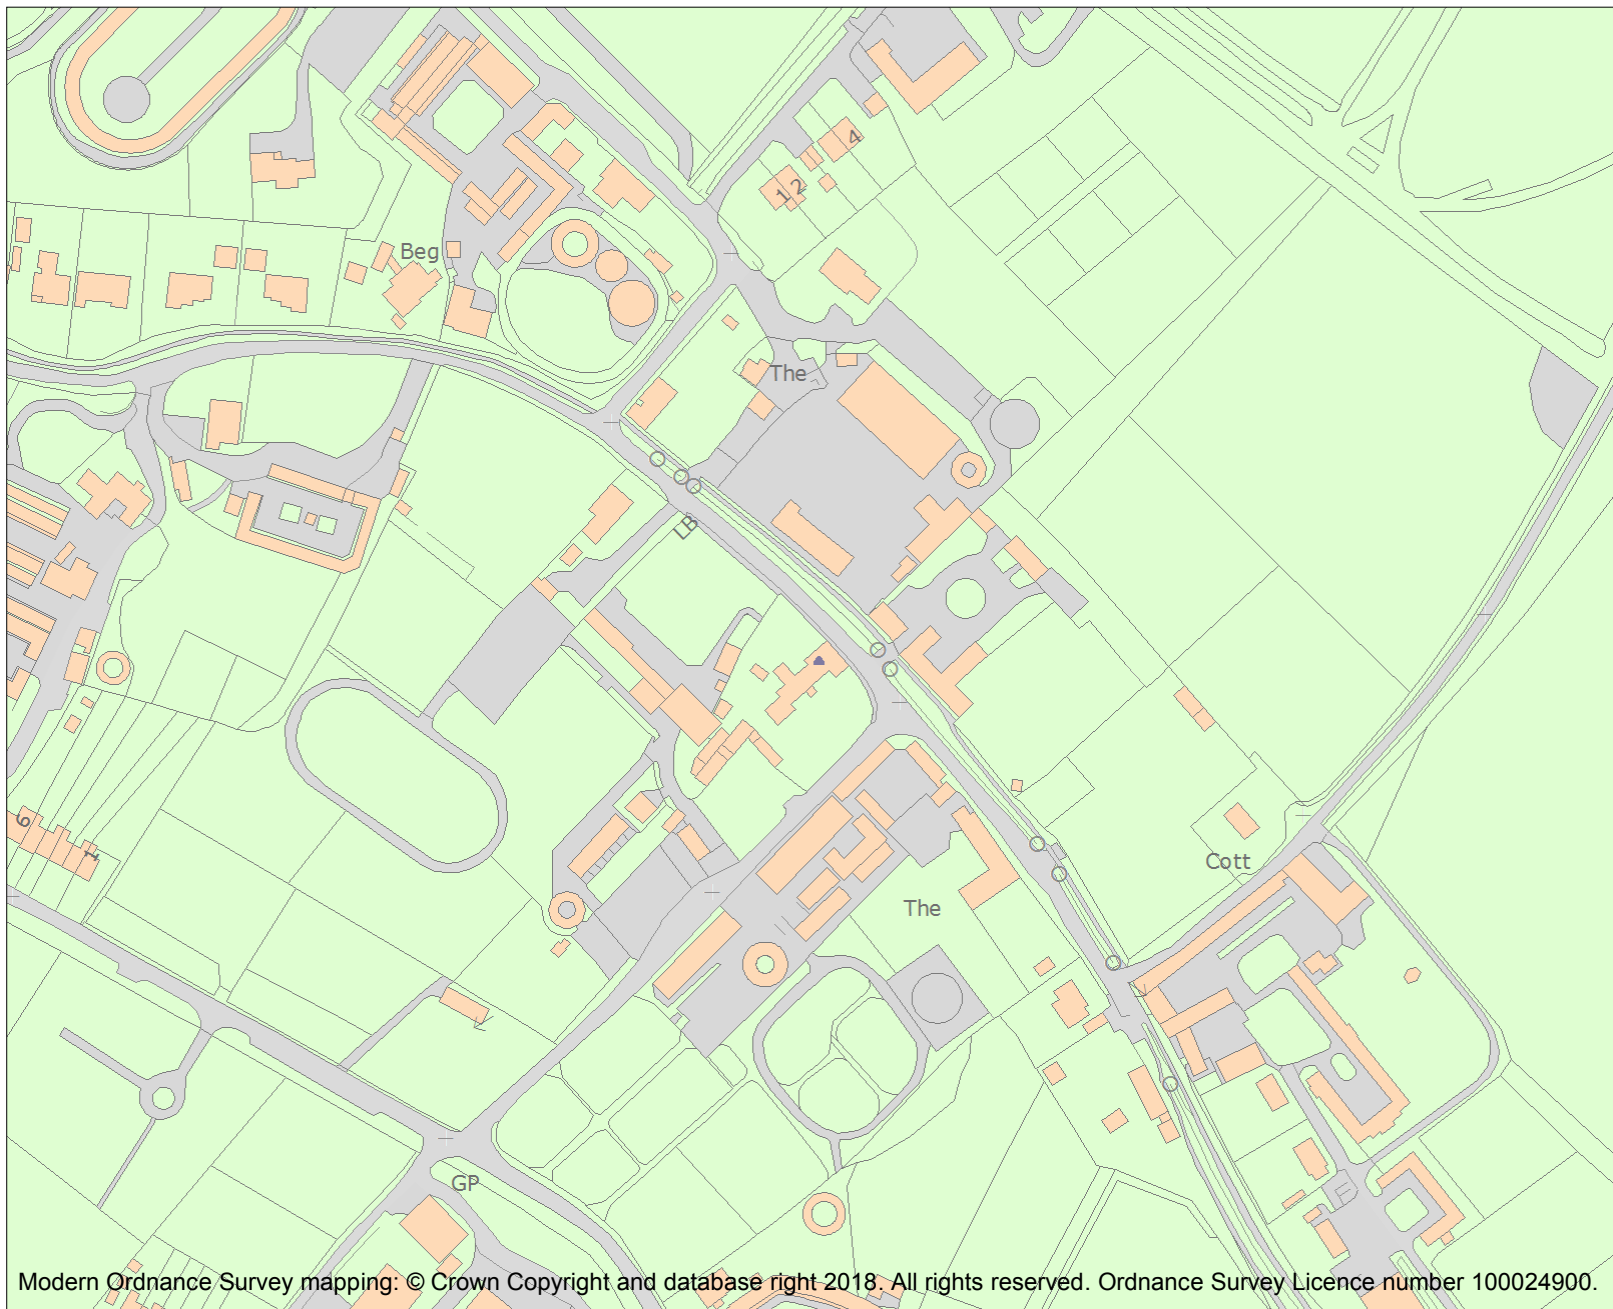 4
1 2
Beg
The
LB
6
1
Cott
The
GP
Modern Ordnance Survey mapping: © Crown Copyright and database right 2018. All rights reserved. Ordnance Survey Licence number 100024900.